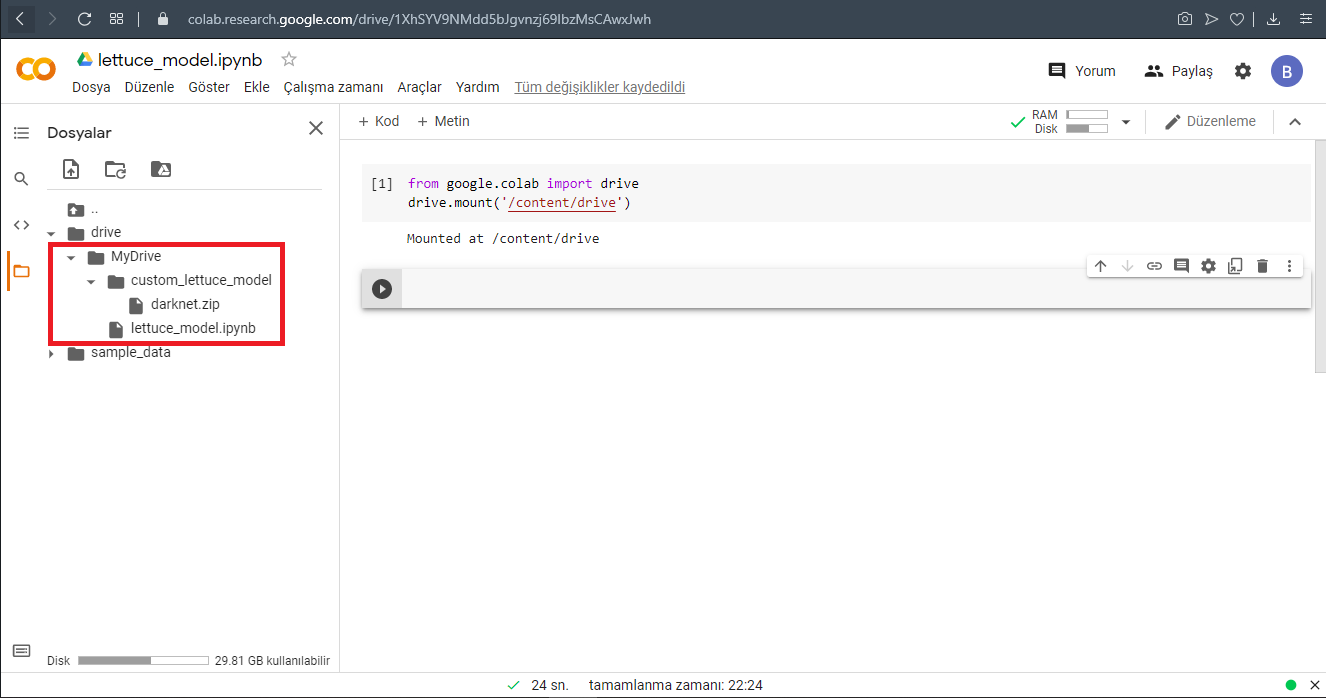 colab.research.google.com/drive/1XhSYV9NMdd5bJgvnzj69IbzMsCAwxJwh
lettuce_model.ipynb
Dosya Düzenle Göster Ekle Çalışma zamanı Araçlar Yardım Tüm değişiklikler kaydedildi
Yorum Paylaş B
Dosyalar
+ Kod + Metin
RAM
Disk
Düzenleme
..
drive
MyDrive
custom_lettuce_model
darknet.zip
lettuce_model.ipynb
sample_data
[1] from google.colab import drive
drive.mount('/content/drive')
Mounted at /content/drive
Disk 29.81 GB kullanılabilir
24 sn. tamamlanma zamanı: 22:24